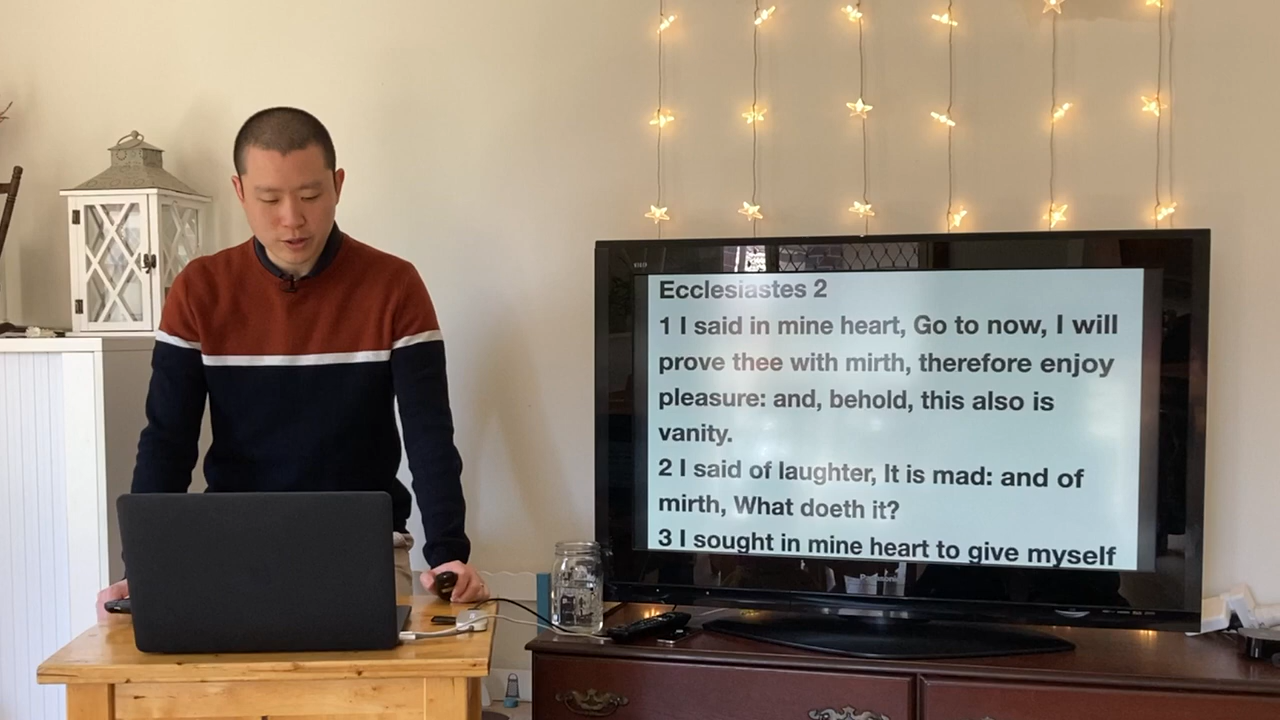 Ecclesiastes 2
1 I said in mine heart, Go to now, I will
prove thee with mirth, therefore enjoy
pleasure: and, behold, this also is
vanity.
2 I said of laughter, It is mad: and of
mirth, What doeth it?
3 I sought in mine heart to give myself
Panasonic